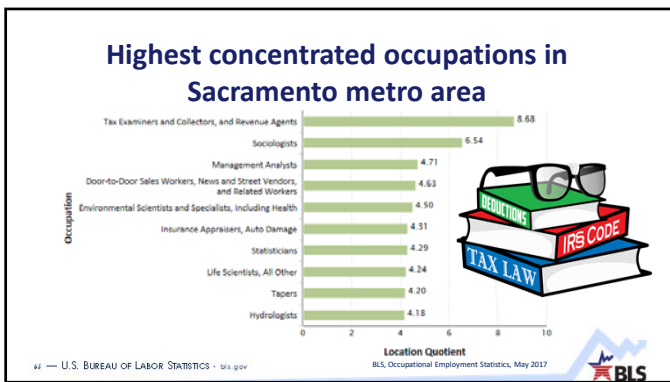 Highest concentrated occupations in
Sacramento metro area
Occupation
Tax Examiners and Collectors, and Revenue Agents
8.68
Sociologists
6.54
Management Analysts
4.71
Door-to-Door Sales Workers, News and Street Vendors,
and Related Workers
4.63
Environmental Scientists and Specialists, Including Health
4.50
Insurance Appraisers, Auto Damage
4.31
Statisticians
4.29
Life Scientists, All Other
4.24
Tapers
4.20
Hydrologists
4.18
0 2 4 6 8 10
Location Quotient
DEDUCTIONS
IRS CODE
TAX LAW
— U.S. BUREAU OF LABOR STATISTICS • bls.gov
BLS, Occupational Employment Statistics, May 2017
BLS